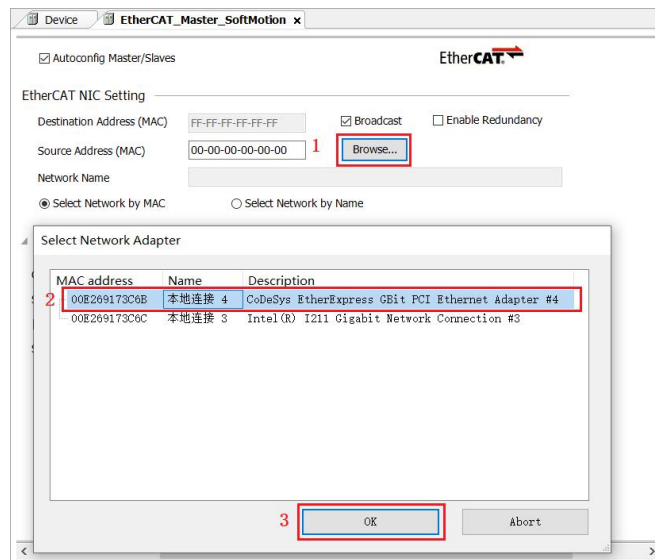 Device
EtherCAT_Master_SoftMotion x
Autoconfig Master/Slaves
EtherCAT.
EtherCAT NIC Setting
Destination Address (MAC) FF-FF-FF-FF-FF-FF Broadcast Enable Redundancy
Source Address (MAC) 00-00-00-00-00-00 1 Browse...
Network Name
Select Network by MAC Select Network by Name
Select Network Adapter
MAC address Name Description
2 00E269173C6B 本地连接 4 CoDeSys EtherExpress GBit PCI Ethernet Adapter #4
00E269173C6C 本地连接 3 Intel(R) I211 Gigabit Network Connection #3
3 OK Abort